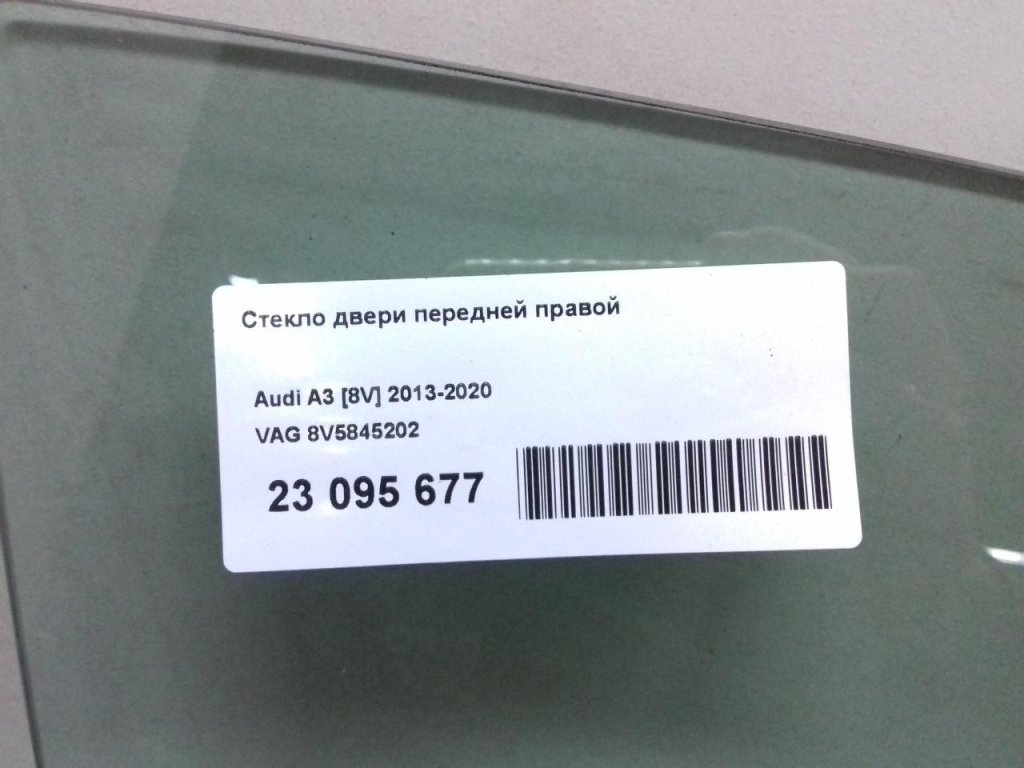 Стекло двери передней правой
Audi A3 [8V] 2013-2020
VAG 8V5845202
23 095 677